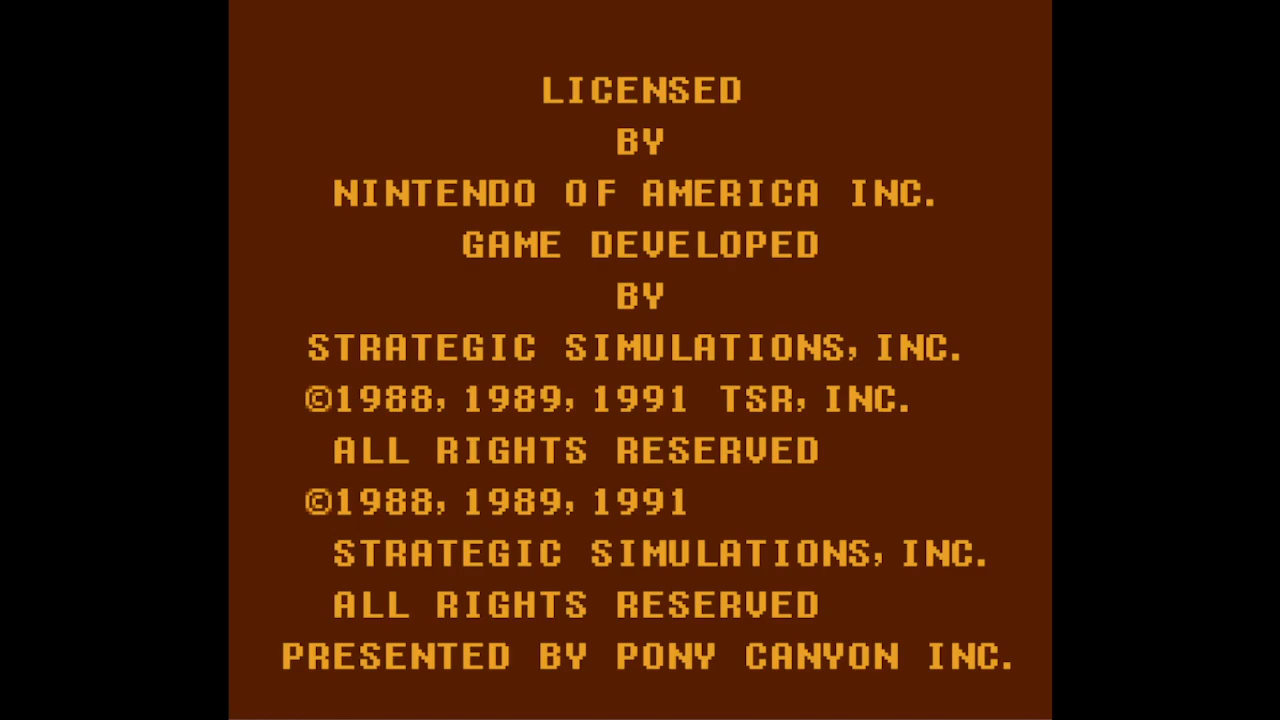 LICENSED
BY
NINTENDO OF AMERICA INC.
GAME DEVELOPED
BY
STRATEGIC SIMULATIONS, INC.
©1988, 1989, 1991 TSR, INC.
ALL RIGHTS RESERVED
©1988, 1989, 1991
STRATEGIC SIMULATIONS, INC.
ALL RIGHTS RESERVED
PRESENTED BY PONY CANYON INC.